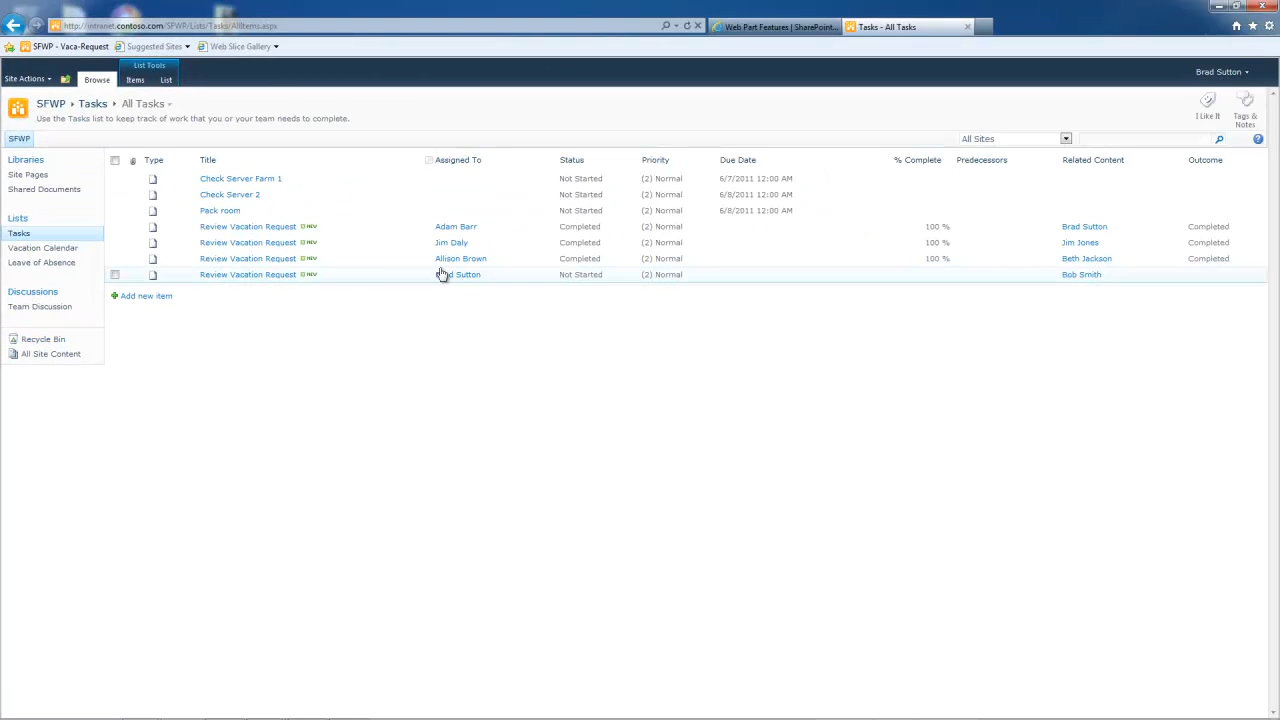 http://intranet.contoso.com/SFWP/Lists/Tasks/AllItems.aspx
Web Part Features | SharePoint...
Tasks - All Tasks
SFWP - Vaca-Request
Suggested Sites
Web Slice Gallery
List Tools
Site Actions
Browse
Items
List
Brad Sutton
SFWP
Tasks
All Tasks
Use the Tasks list to keep track of work that you or your team needs to complete.
I Like It
Tags & Notes
SFWP
All Sites
Libraries
Site Pages
Shared Documents
Lists
Tasks
Vacation Calendar
Leave of Absence
Discussions
Team Discussion
Recycle Bin
All Site Content
Type Title Assigned To Status Priority Due Date % Complete Predecessors Related Content Outcome
Check Server Farm 1 Not Started (2) Normal 6/7/2011 12:00 AM
Check Server 2 Not Started (2) Normal 6/8/2011 12:00 AM
Pack room Not Started (2) Normal 6/8/2011 12:00 AM
Review Vacation Request Adam Barr Completed (2) Normal 100 % Brad Sutton Completed
Review Vacation Request Jim Daly Completed (2) Normal 100 % Jim Jones Completed
Review Vacation Request Allison Brown Completed (2) Normal 100 % Beth Jackson Completed
Review Vacation Request Sutton Not Started (2) Normal Bob Smith
Add new item